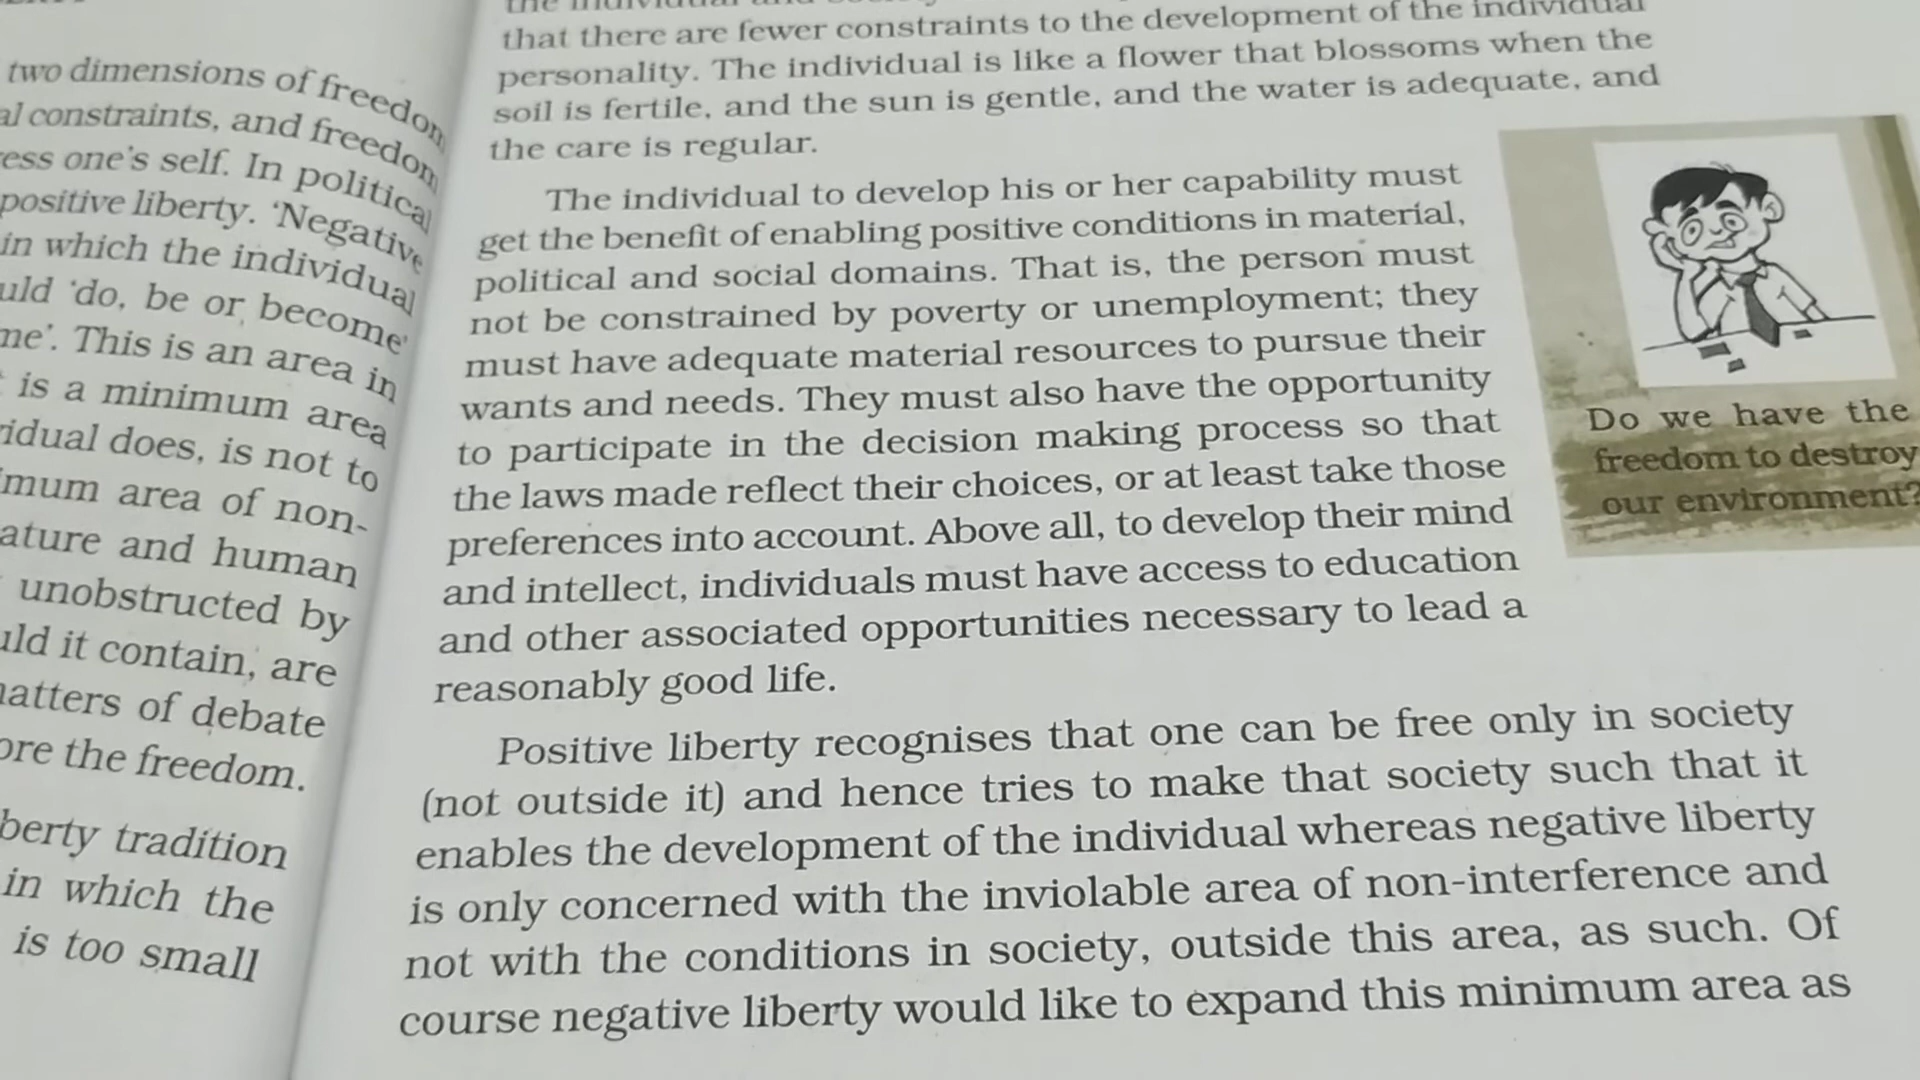 two dimensions of freedom
al constraints, and freedom
ess one's self. In political
positive liberty. 'Negative
in which the individual
uld 'do, be or become'
me'. This is an area in
is a minimum area
idual does, is not to
mum area of non-
ature and human
unobstructed by
uld it contain, are
atters of debate
ore the freedom.
berty tradition
in which the
is too small
the individual and
that there are fewer constraints to the development of the individual
personality. The individual is like a flower that blossoms when the
soil is fertile, and the sun is gentle, and the water is adequate, and
the care is regular.
The individual to develop his or her capability must
get the benefit of enabling positive conditions in material,
political and social domains. That is, the person must
not be constrained by poverty or unemployment; they
must have adequate material resources to pursue their
wants and needs. They must also have the opportunity
to participate in the decision making process so that
the laws made reflect their choices, or at least take those
preferences into account. Above all, to develop their mind
and intellect, individuals must have access to education
and other associated opportunities necessary to lead a
reasonably good life.
Do we have the
freedom to destroy
our environment?
Positive liberty recognises that one can be free only in society
(not outside it) and hence tries to make that society such that it
enables the development of the individual whereas negative liberty
is only concerned with the inviolable area of non-interference and
not with the conditions in society, outside this area, as such. Of
course negative liberty would like to expand this minimum area as